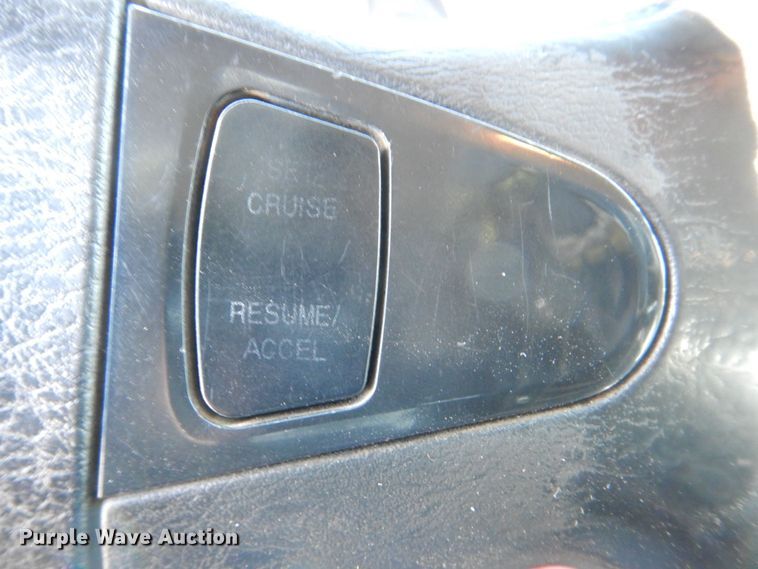 CRUISE
RESUME/
ACCEL
Purple Wave Auction